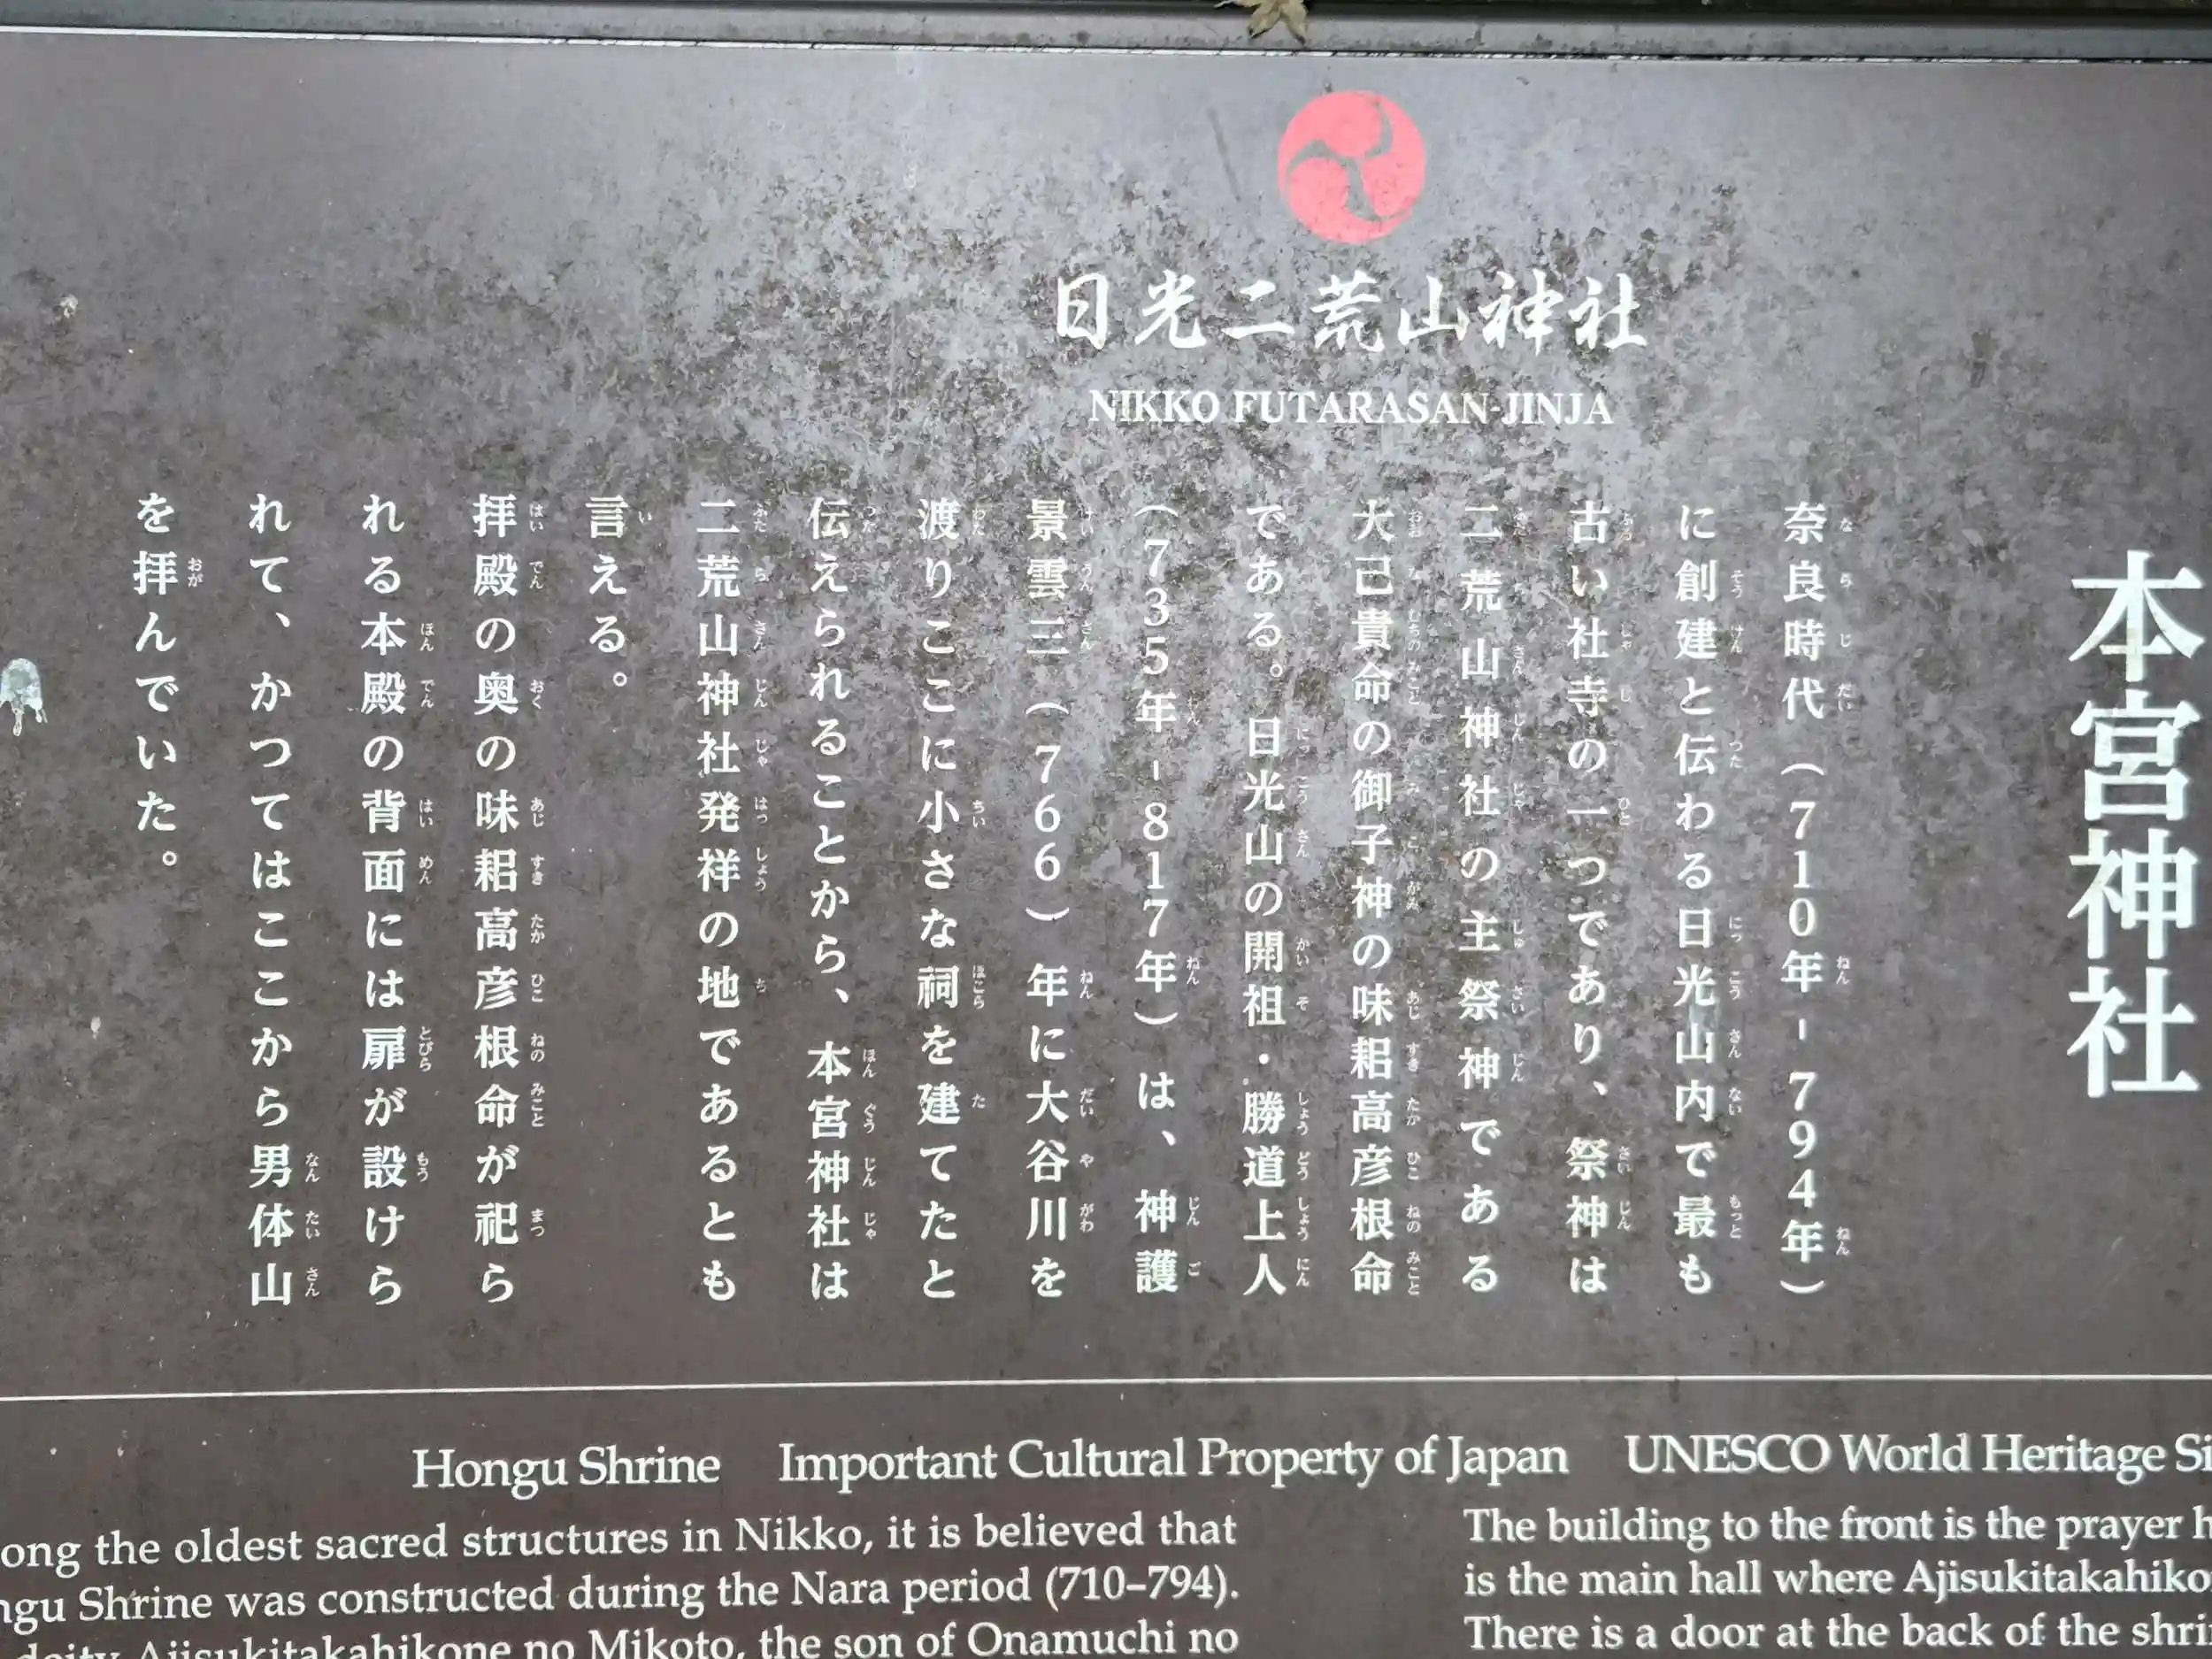 日光二荒山神社
NIKKO FUTARASAN-JINJA
本宮神社
奈良時代（710年-794年）
に創建と伝わる日光山内で最も
古い社寺の一つであり、祭神は
二荒山神社の主祭神である
大己貴命の御子神の味耜高彦根命
である。日光山の開祖・勝道上人
（735年-817年）は、神護
景雲三（766）年に大谷川を
渡りここに小さな祠を建てたと
伝えられることから、本宮神社は
二荒山神社発祥の地であるとも
言える。
拝殿の奥の味耜高彦根命が祀ら
れる本殿の背面には扉が設けら
れて、かつてはここから男体山
を拝んでいた。
Hongu Shrine Important Cultural Property of Japan UNESCO World Heritage Si
ong the oldest sacred structures in Nikko, it is believed that
ngu Shrine was constructed during the Nara period (710–794).
deity Ajisukitakahikone no Mikoto, the son of Onamuchi no
The building to the front is the prayer h
is the main hall where Ajisukitakahiko
There is a door at the back of the shri